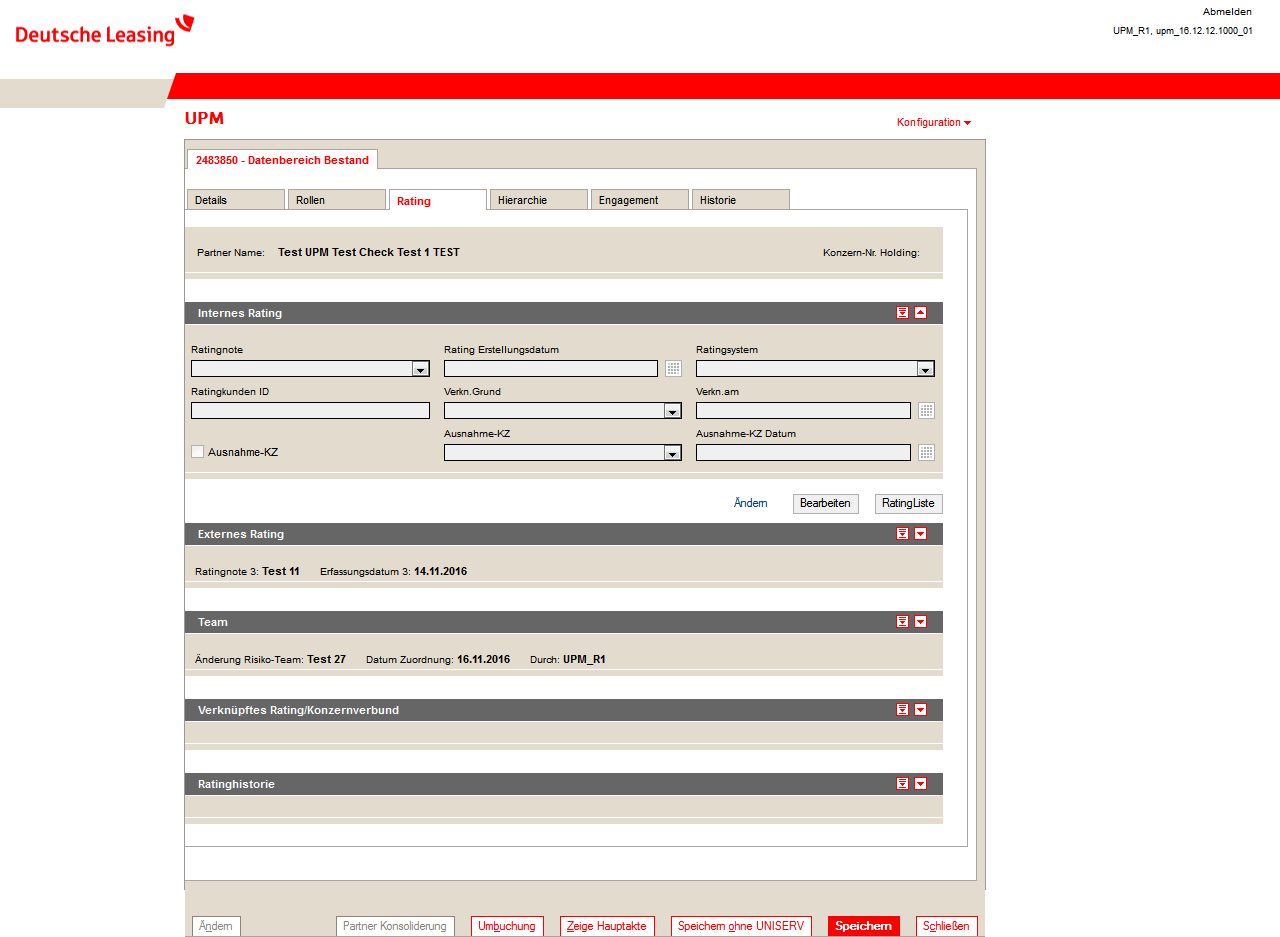 Deutsche Leasing
Abmelden
UPM_R1, upm_16.12.12.1000_01
UPM
Konfiguration
2483850 - Datenbereich Bestand
Details Rollen Rating Hierarchie Engagement Historie
Partner Name: Test UPM Test Check Test 1 TEST Konzern-Nr. Holding:
Internes Rating
Ratingnote Rating Erstellungsdatum Ratingsystem
Ratingkunden ID Verkn.Grund Verkn.am
Ausnahme-KZ Ausnahme-KZ Datum
Ausnahme-KZ
Ändern Bearbeiten RatingListe
Externes Rating
Ratingnote 3: Test 11 Erfassungsdatum 3: 14.11.2016
Team
Änderung Risiko-Team: Test 27 Datum Zuordnung: 16.11.2016 Durch: UPM_R1
Verknüpftes Rating/Konzernverbund
Ratinghistorie
Ändern Partner Konsolidierung Umbuchung Zeige Hauptakte Speichern ohne UNISERV Speichern Schließen